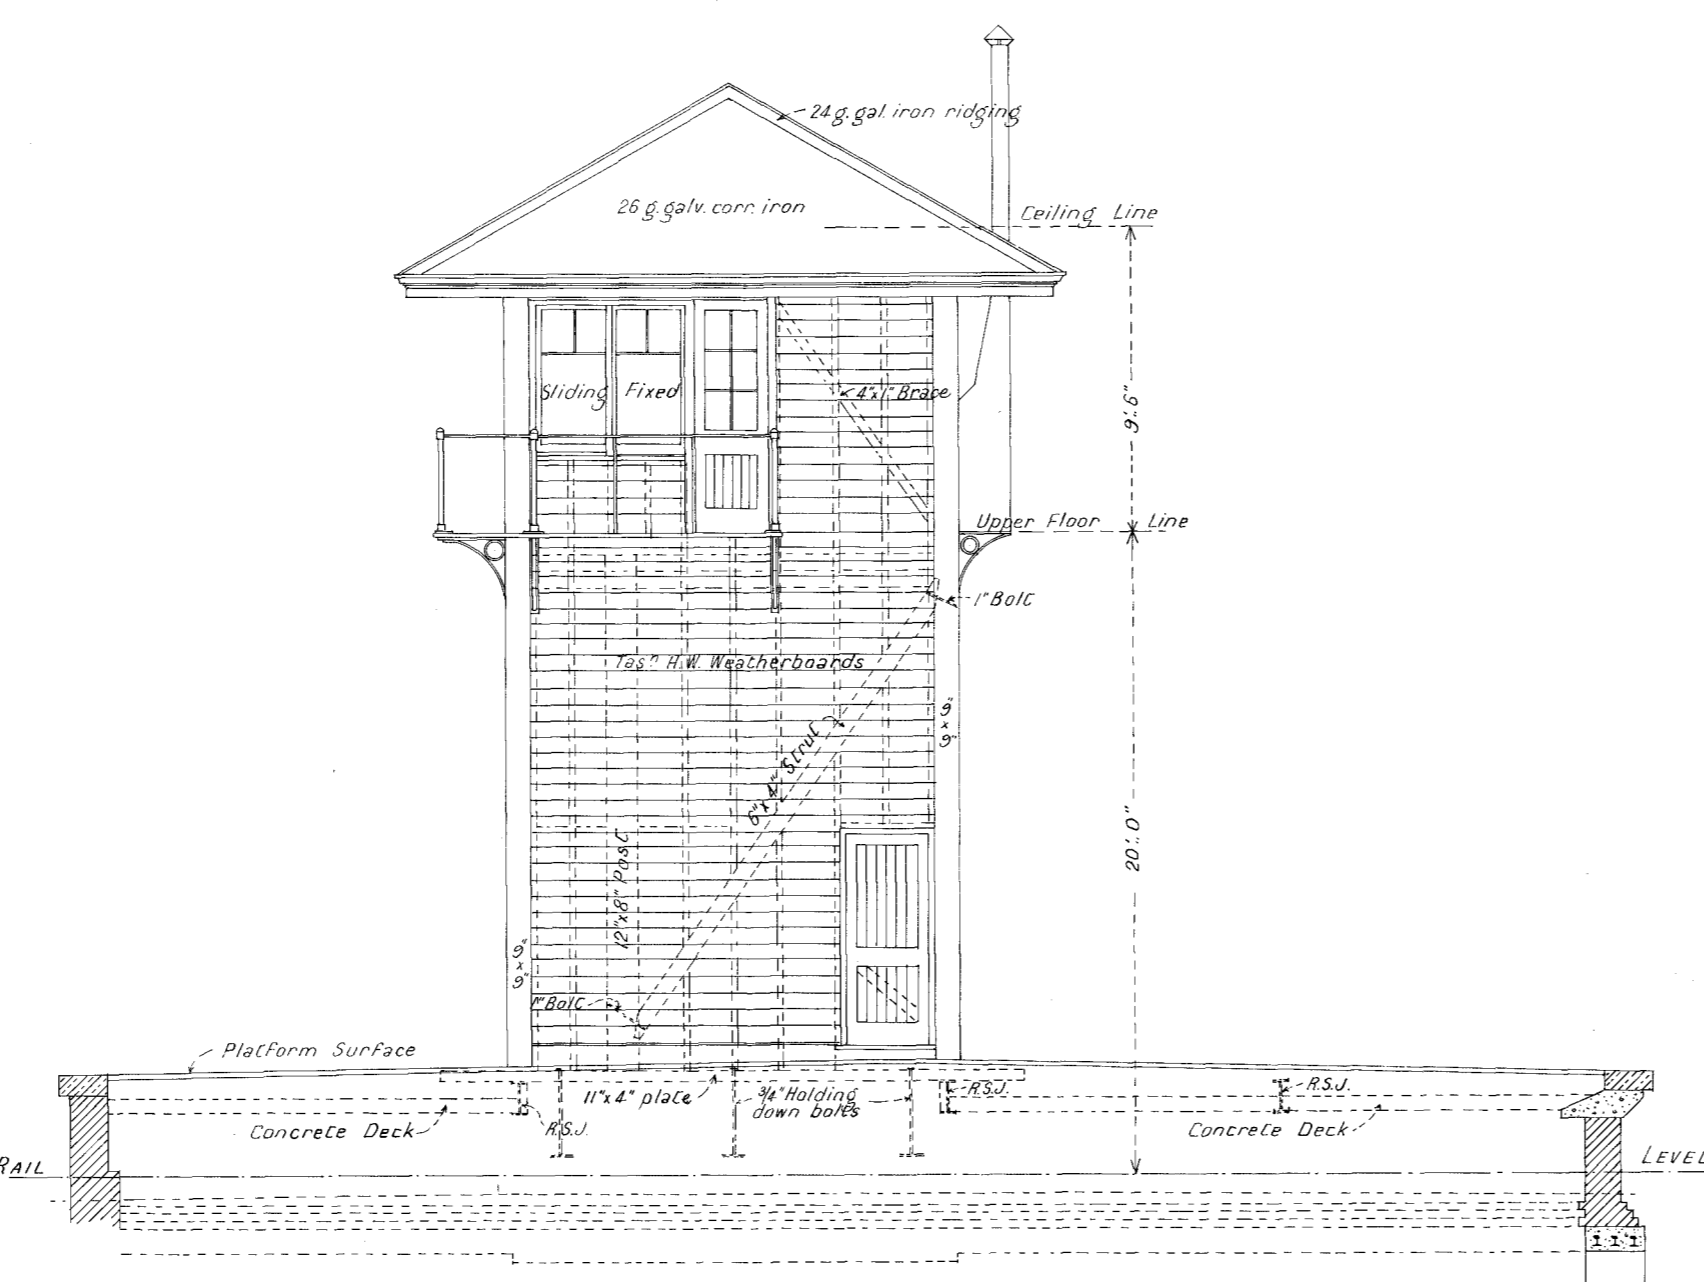 24 g. gal. iron ridging
26 g. galv. corr. iron
Ceiling Line
Sliding Fixed
4"x1" Brace
9'.6"
Upper Floor Line
1" Bolt
Tasn H.W. Weatherboards
9"
x
9"
6"x4" Strut
20'.0"
12"x8" Post
9"
x
9"
1" Bolt
Platform Surface
11"x4" plate
3/4" Holding
down bolts
R.S.J.
R.S.J.
R.S.J.
Concrete Deck
Concrete Deck
RAIL
LEVEL